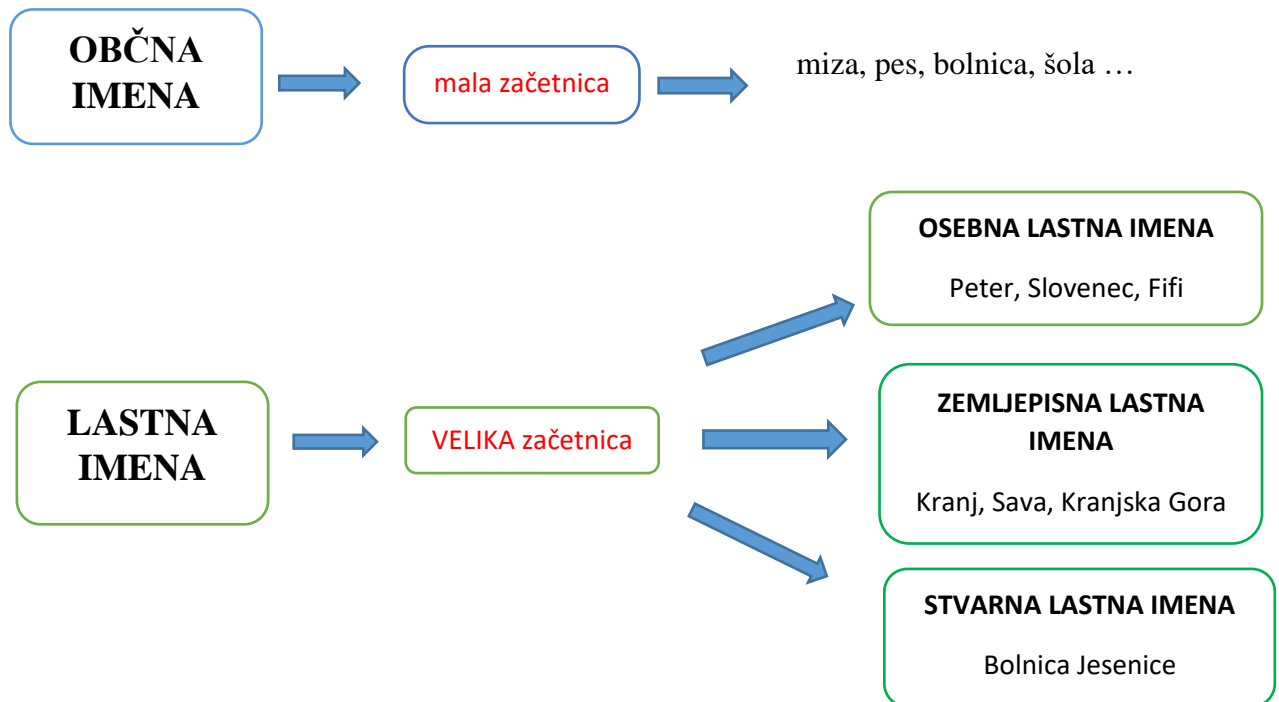 OBČNA
IMENA
mala začetnica
miza, pes, bolnica, šola …
LASTNA
IMENA
VELIKA začetnica
OSEBNA LASTNA IMENA
Peter, Slovenec, Fifi
ZEMLJEPISNA LASTNA
IMENA
Kranj, Sava, Kranjska Gora
STVARNA LASTNA IMENA
Bolnica Jesenice